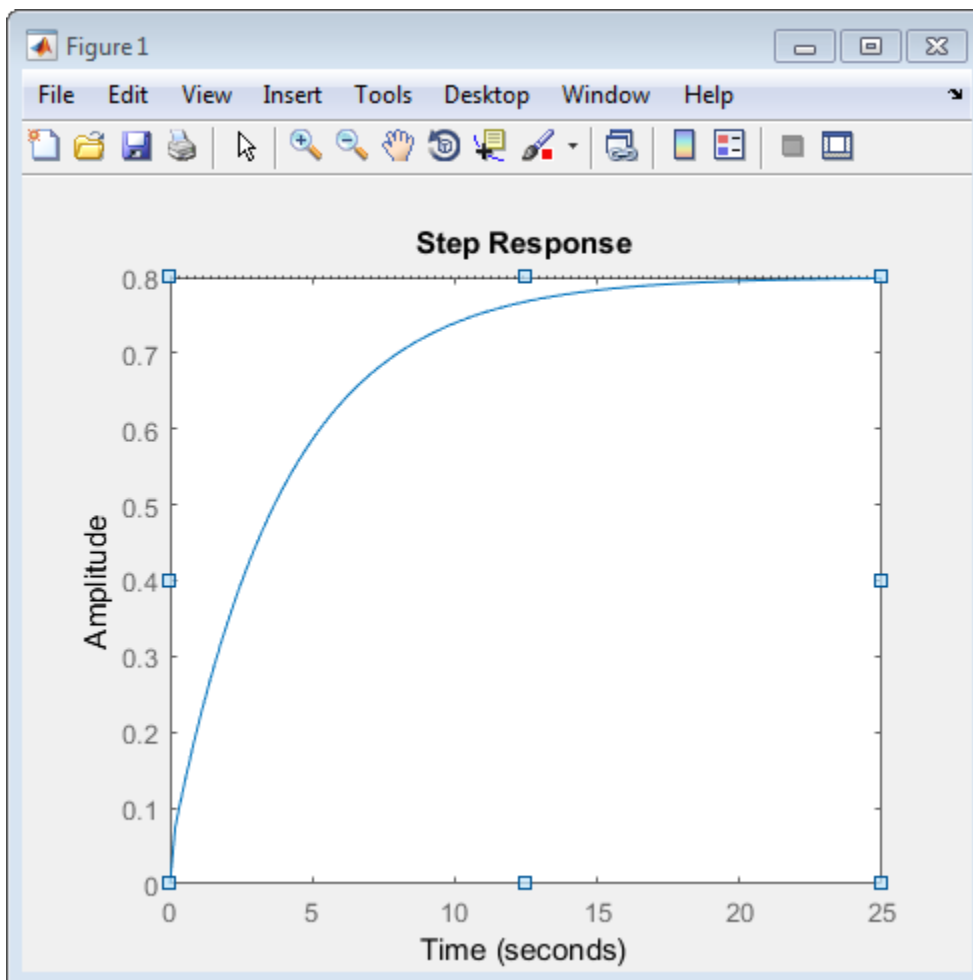 Figure 1
File Edit View Insert Tools Desktop Window Help
Step Response
0.8
0.7
0.6
0.5
0.4
0.3
0.2
0.1
0
Amplitude
0 5 10 15 20 25
Time (seconds)